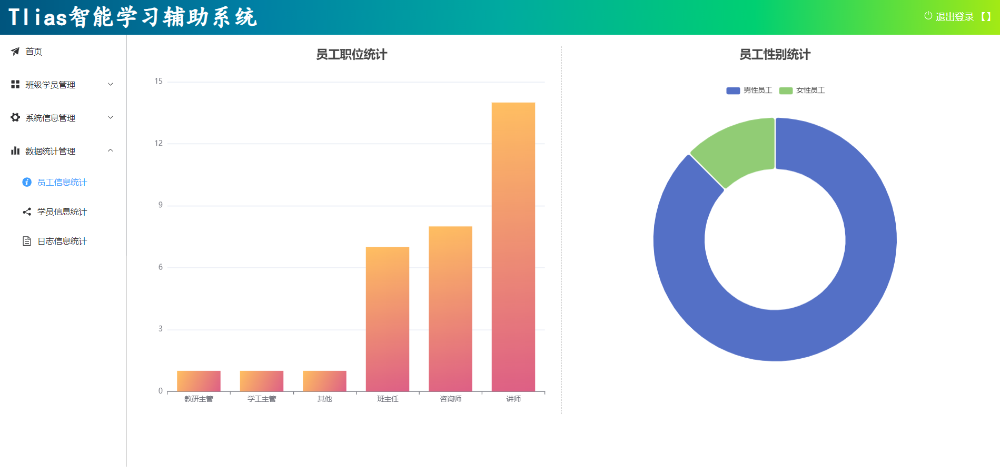 Tlias智能学习辅助系统
退出登录 【】
首页
班级学员管理
系统信息管理
数据统计管理
员工信息统计
学员信息统计
日志信息统计
员工职位统计
15
12
9
6
3
0
教研主管 学工主管 其他 班主任 咨询师 讲师
员工性别统计
男性员工 女性员工